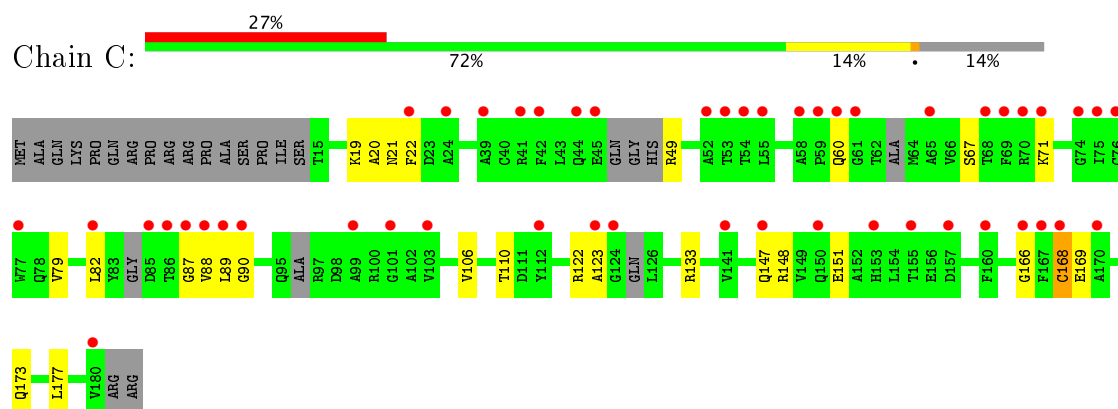 27%
Chain C:
72% 14% • 14%
MET ALA GLN LYS PRO GLN ARG PRO ARG ARG PRO ALA SER PRO ILE SER T15 K19 A20 N21 F22 D23 A24 A39 C40 R41 F42 L43 Q44 E45 GLN GLY HIS R49 A52 T53 T54 L55 A58 P59 Q60 G61 T62 ALA M64 A65 V66 S67 T68 F69 R70 K71 G74 I75 C76
W77 Q78 V79 L82 Y83 GLY D85 T86 G87 V88 L89 G90 Q95 ALA R97 D98 A99 R100 G101 A102 V103 V106 T110 D111 Y112 R122 A123 G124 GLN L126 R133 V141 Q147 R148 V149 Q150 E151 A152 H153 L154 T155 E156 D157 F160 G166 F167 C168 E169 A170
Q173 L177 V180 ARG ARG